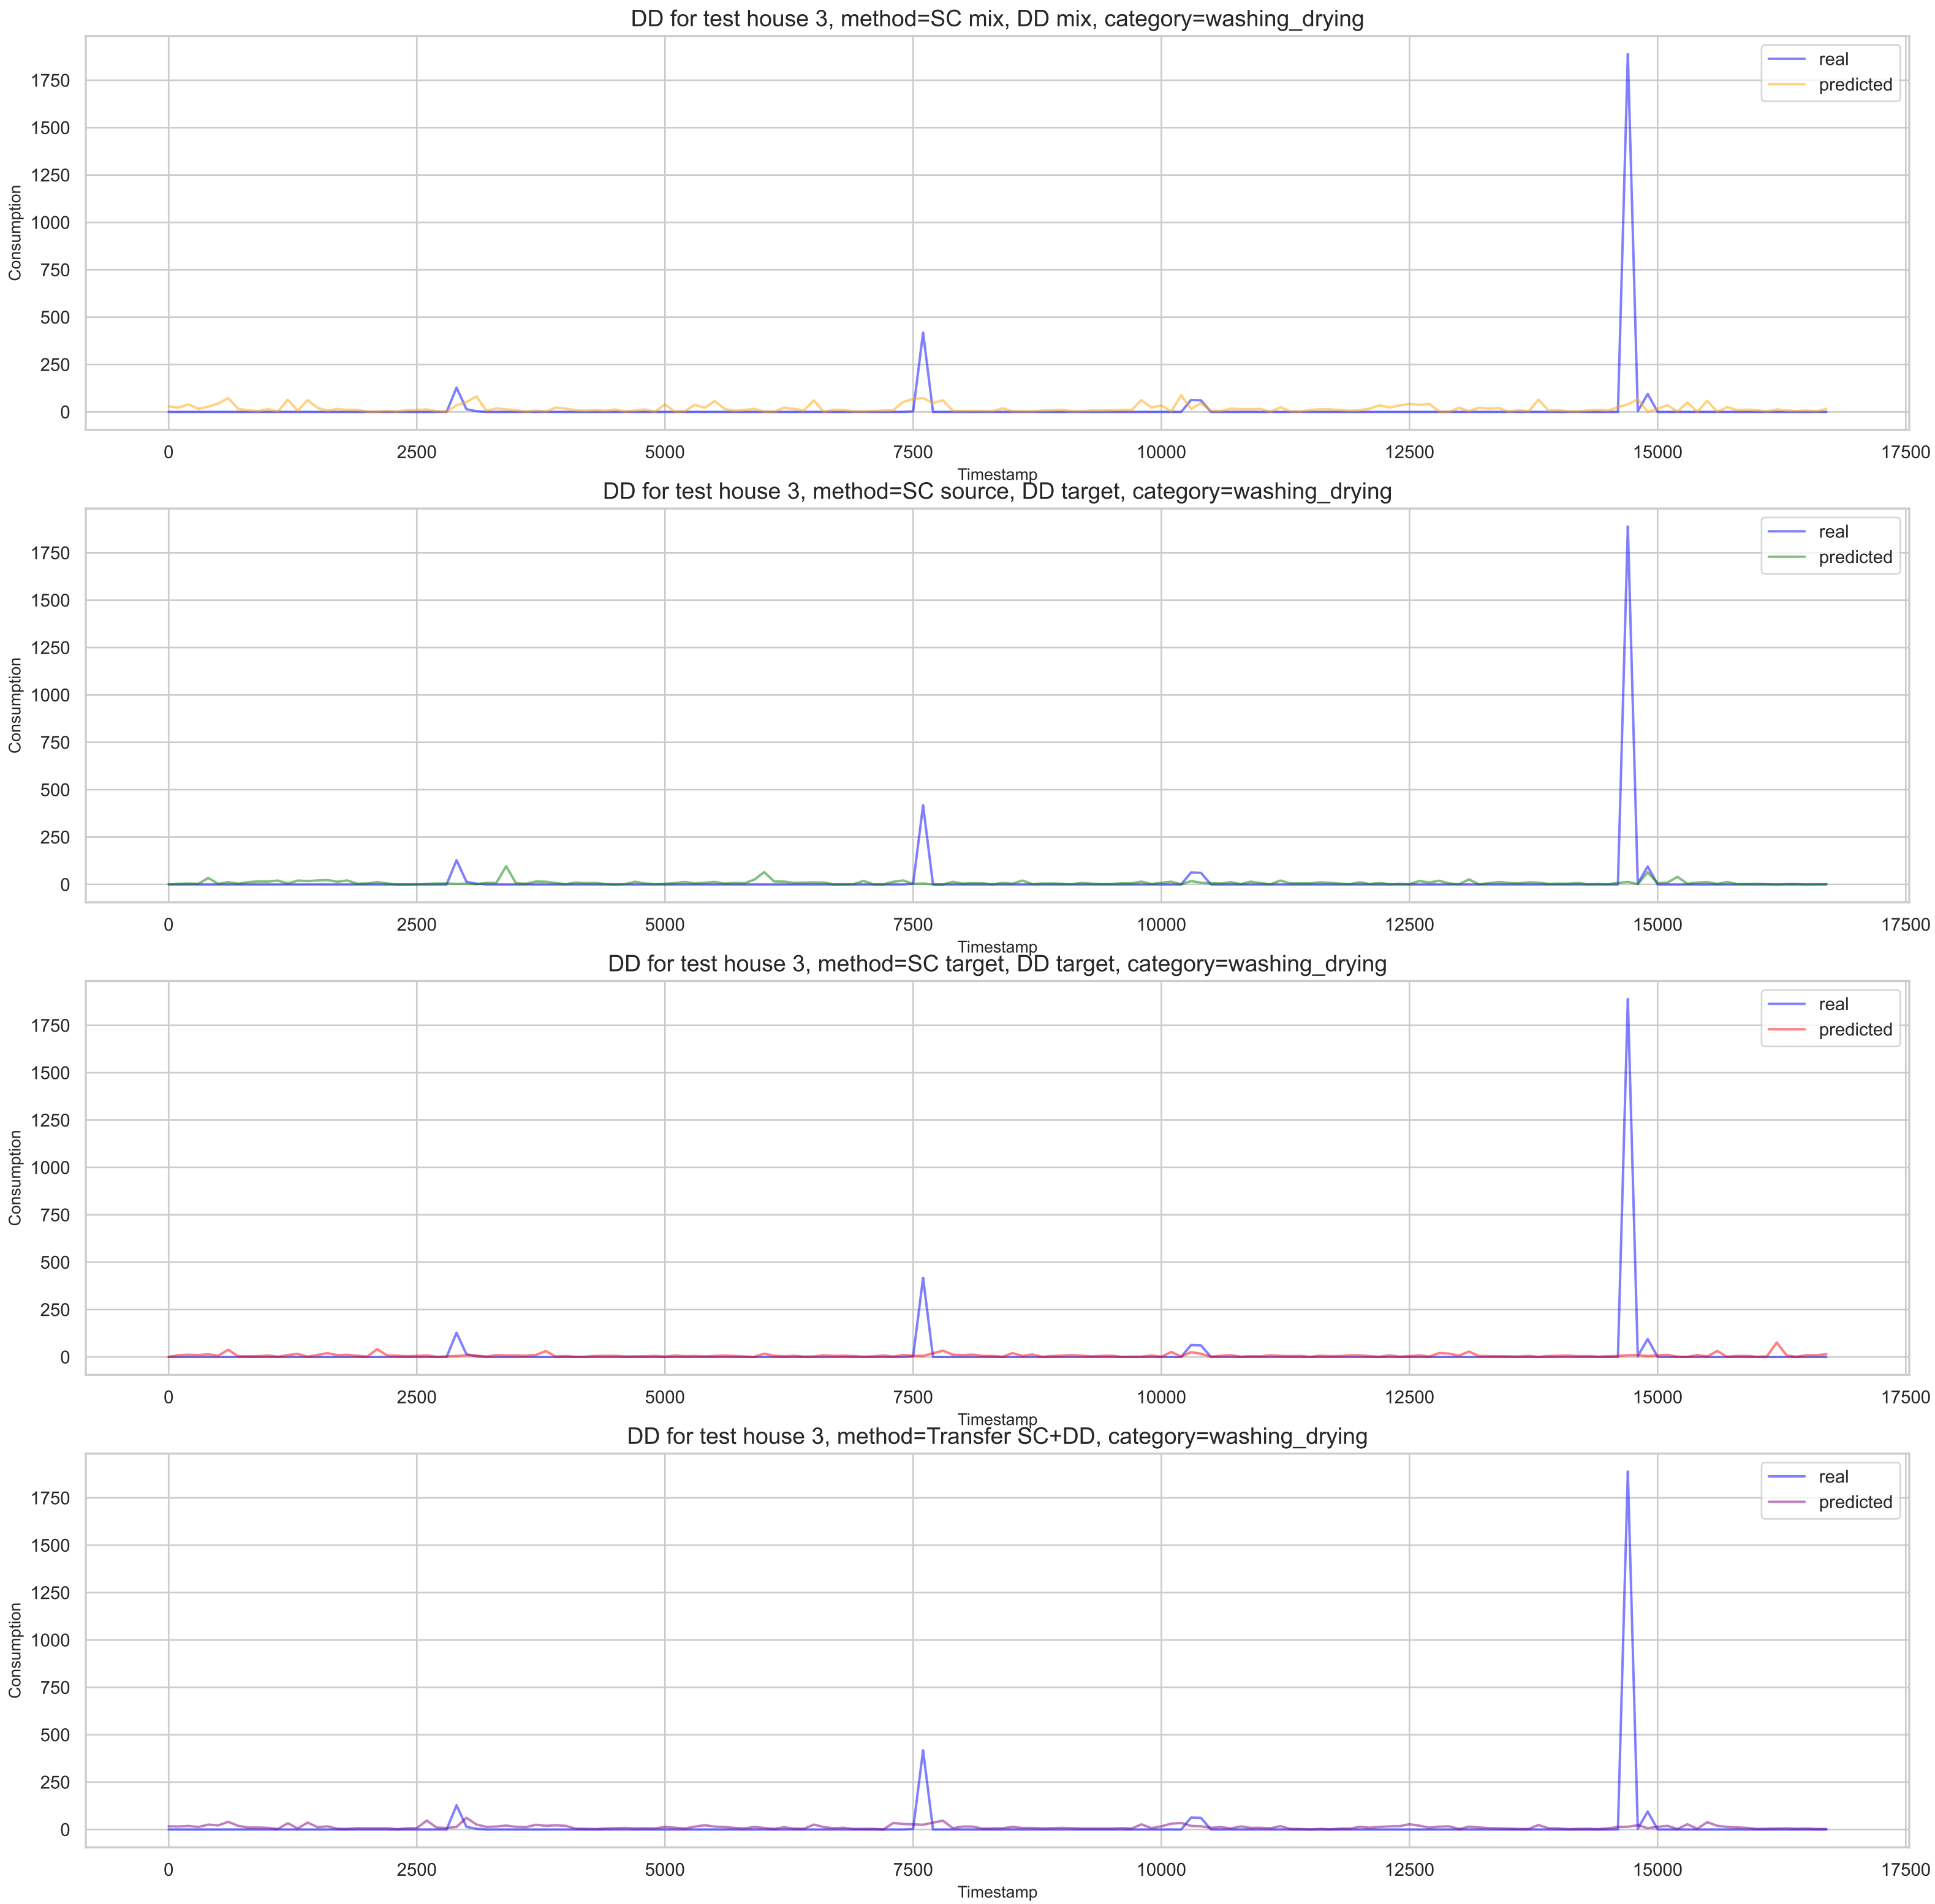 DD for test house 3, method=SC mix, DD mix, category=washing_drying
real
predicted
1750
1500
1250
1000
750
500
250
0
Consumption
0 2500 5000 7500 10000 12500 15000 17500
Timestamp
DD for test house 3, method=SC source, DD target, category=washing_drying
real
predicted
1750
1500
1250
1000
750
500
250
0
Consumption
0 2500 5000 7500 10000 12500 15000 17500
Timestamp
DD for test house 3, method=SC target, DD target, category=washing_drying
real
predicted
1750
1500
1250
1000
750
500
250
0
Consumption
0 2500 5000 7500 10000 12500 15000 17500
Timestamp
DD for test house 3, method=Transfer SC+DD, category=washing_drying
real
predicted
1750
1500
1250
1000
750
500
250
0
Consumption
0 2500 5000 7500 10000 12500 15000 17500
Timestamp